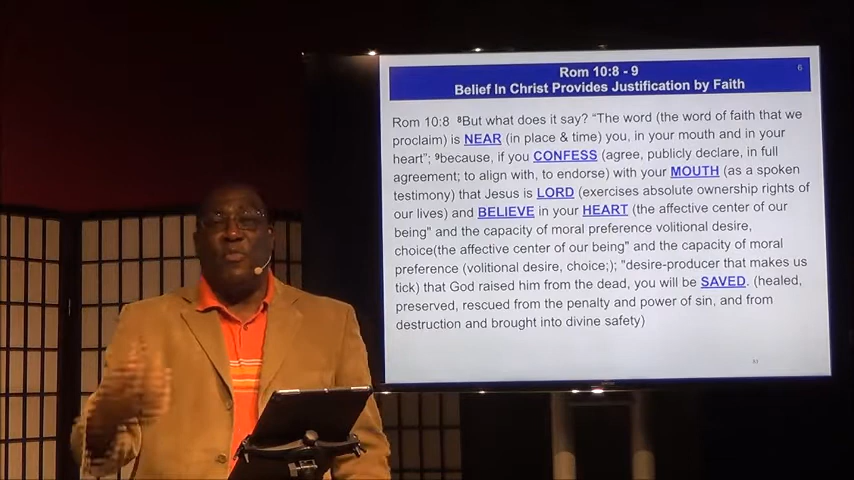 Rom 10:8 - 9
6
Belief In Christ Provides Justification by Faith
Rom 10:8 ⁸But what does it say? “The word (the word of faith that we
proclaim) is NEAR (in place & time) you, in your mouth and in your
heart”; ⁹because, if you CONFESS (agree, publicly declare, in full
agreement; to align with, to endorse) with your MOUTH (as a spoken
testimony) that Jesus is LORD (exercises absolute ownership rights of
our lives) and BELIEVE in your HEART (the affective center of our
being" and the capacity of moral preference volitional desire,
choice(the affective center of our being" and the capacity of moral
preference (volitional desire, choice;); "desire-producer that makes us
tick) that God raised him from the dead, you will be SAVED. (healed,
preserved, rescued from the penalty and power of sin, and from
destruction and brought into divine safety)